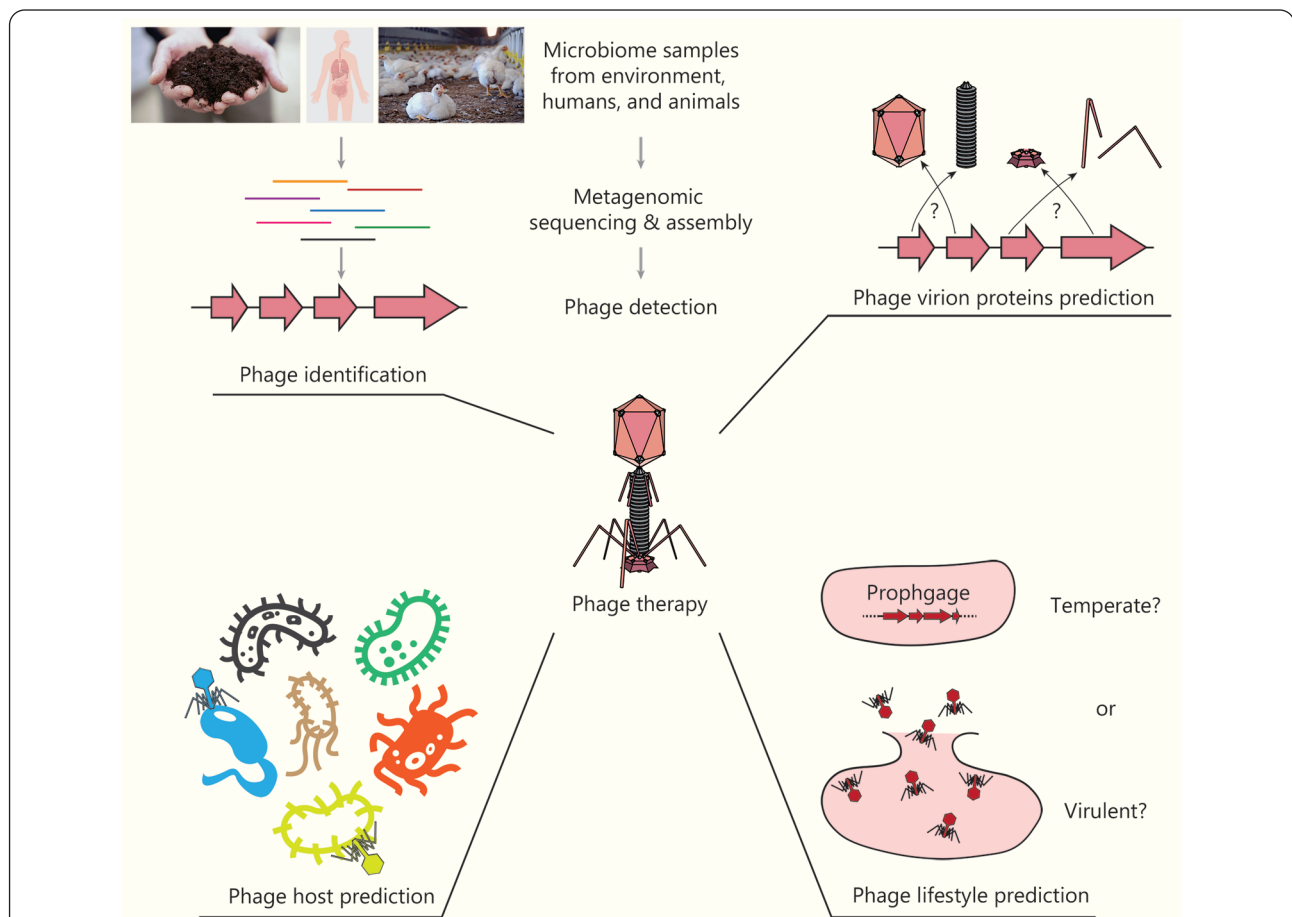 Microbiome samples
from environment,
humans, and animals
Metagenomic
sequencing & assembly
Phage detection
Phage identification
? ?
Phage virion proteins prediction
Phage therapy
Phage host prediction
Prophgage
Temperate?
or
Virulent?
Phage lifestyle prediction